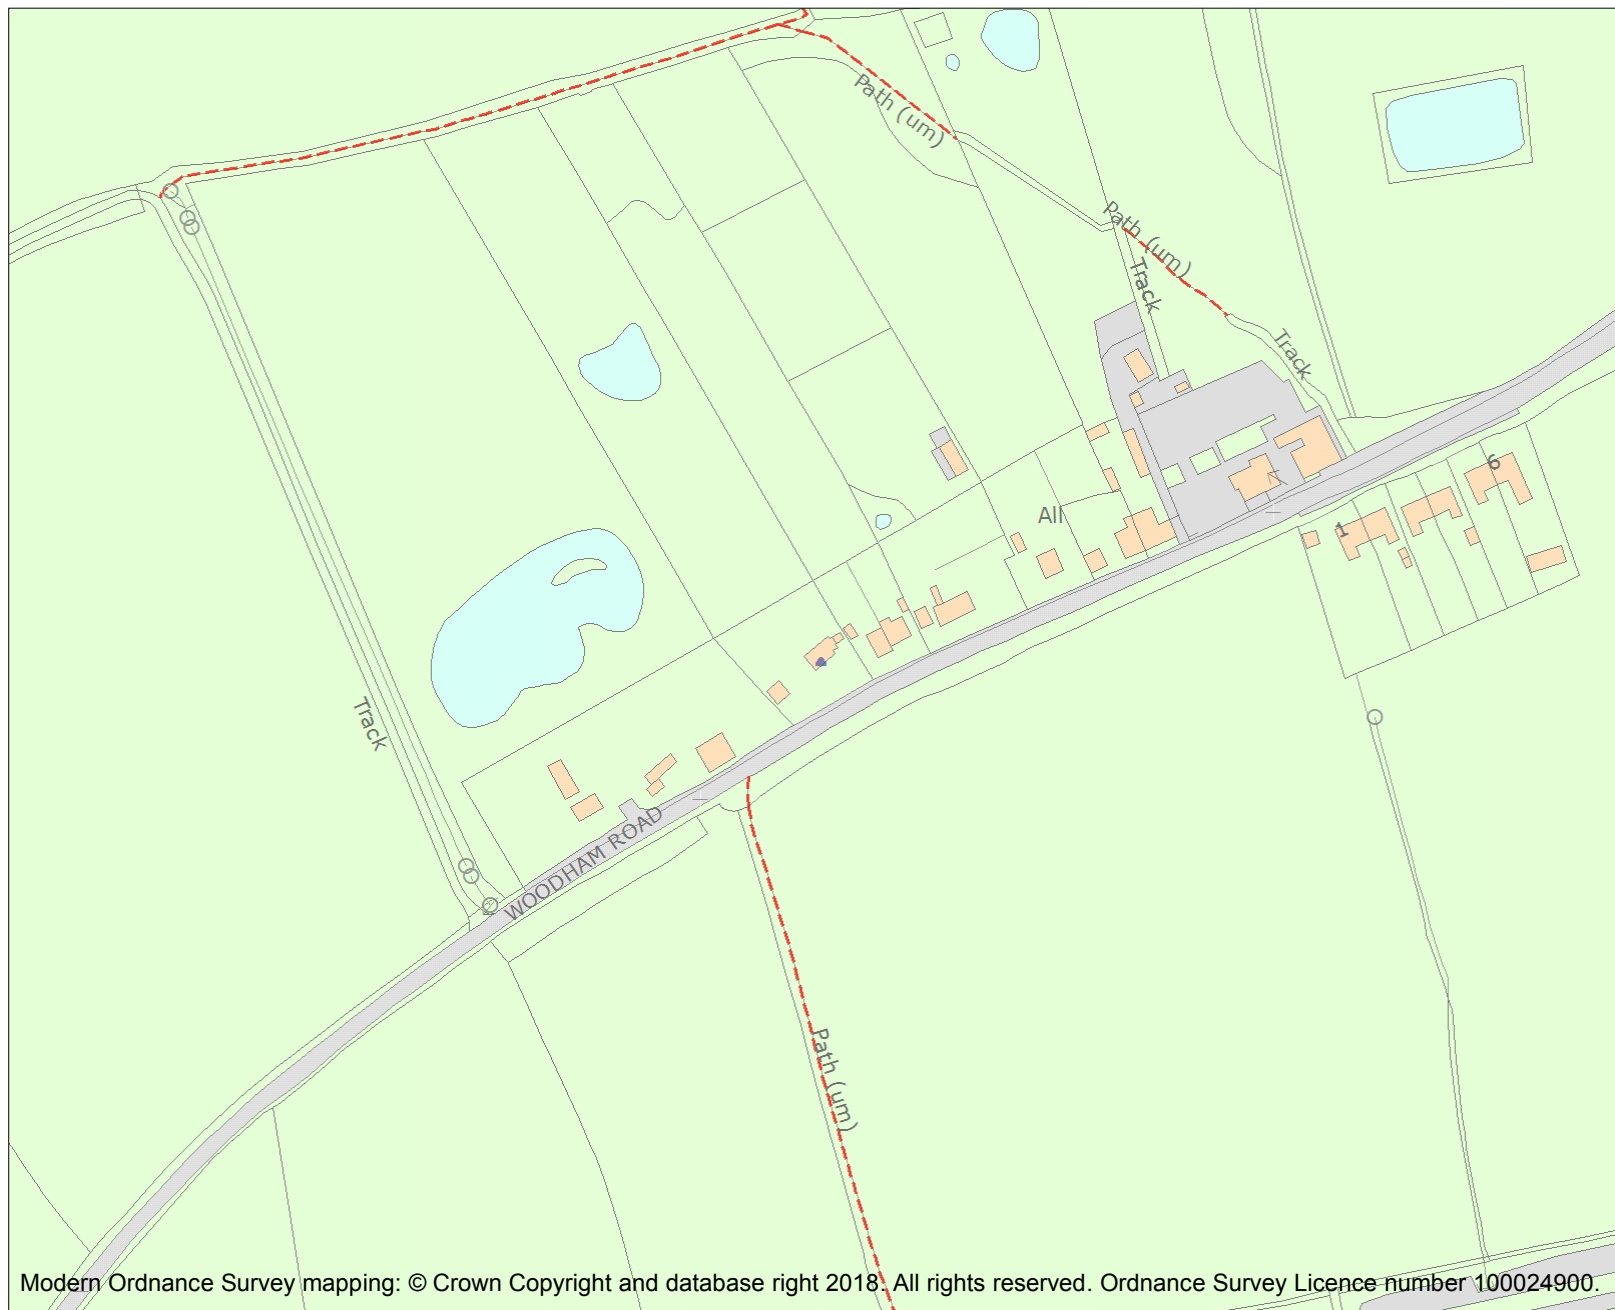 Path (um)
Path (um)
Track
Track
6
All
1
Track
WOODHAM ROAD
Path (um)
Modern Ordnance Survey mapping: © Crown Copyright and database right 2018. All rights reserved. Ordnance Survey Licence number 100024900.